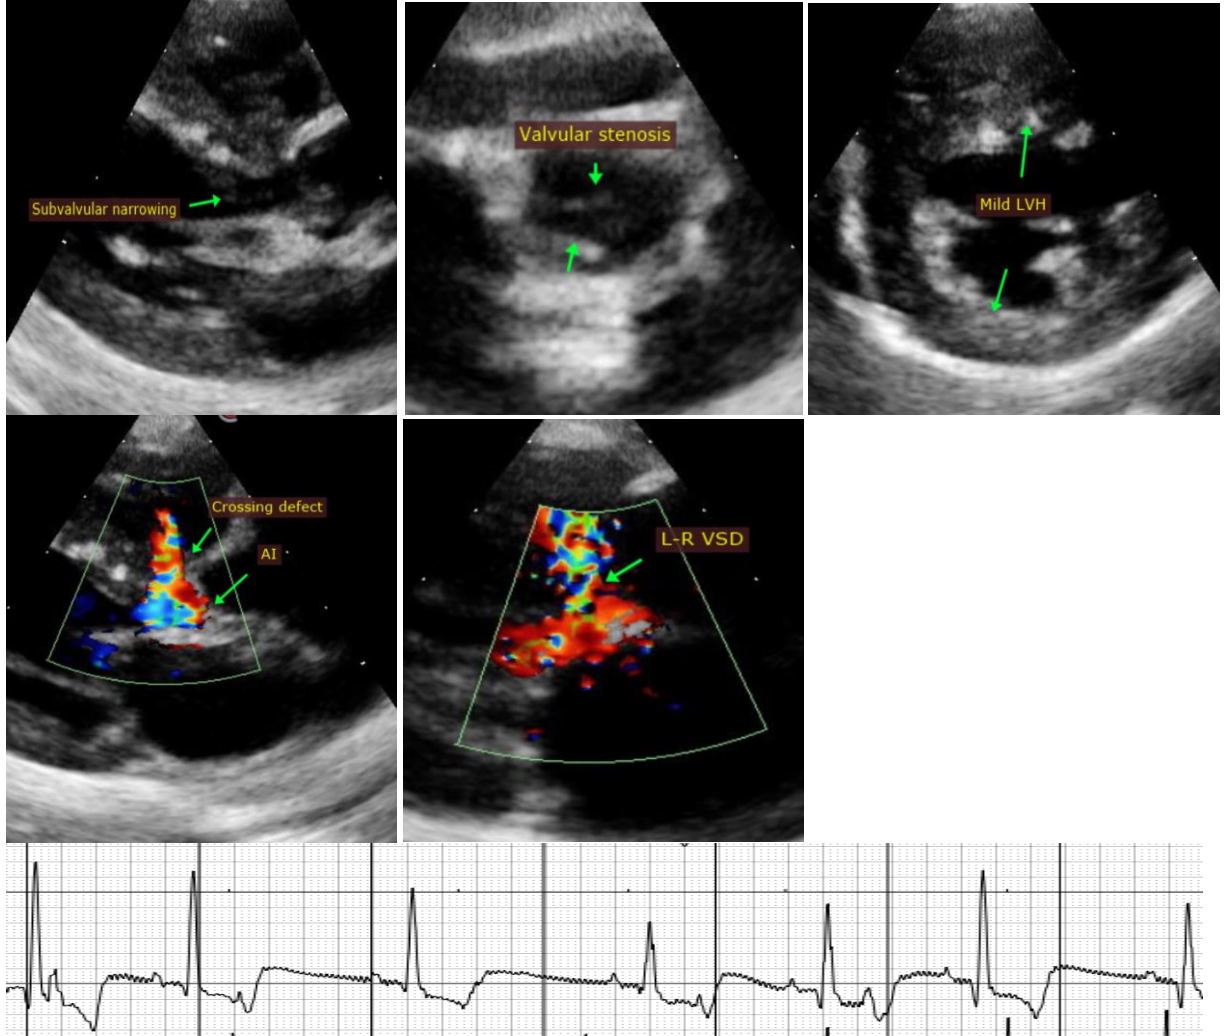 Subvalvular narrowing
Valvular stenosis
Mild LVH
Crossing defect
AI
L-R VSD